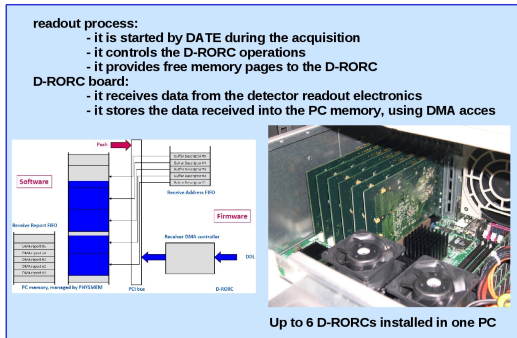 readout process:
- it is started by DATE during the acquisition
- it controls the D-RORC operations
- it provides free memory pages to the D-RORC
D-RORC board:
- it receives data from the detector readout electronics
- it stores the data received into the PC memory, using DMA acces
Push
Software
Receive Address FIFO
Firmware
Receive Report FIFO
Receiver DMA controller
DDL
PC memory, managed by PHYSMEM
PCI bus
D-RORC
Up to 6 D-RORCs installed in one PC